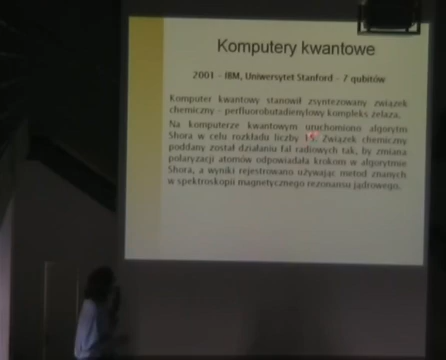 Komputery kwantowe
2001 - IBM, Uniwersytet Stanford - 7 qubitów
Komputer kwantowy stanowił zsyntezowany związek
chemiczny - perfluorobutadienylowy kompleks żelaza.
Na komputerze kwantowym uruchomiono algorytm
Shora w celu rozkładu liczby 15. Związek chemiczny
poddany został działaniu fal radiowych tak, by zmiana
polaryzacji atomów odpowiadała krokom w algorytmie
Shora, a wyniki rejestrowano używając metod znanych
w spektroskopii magnetycznego rezonansu jądrowego.